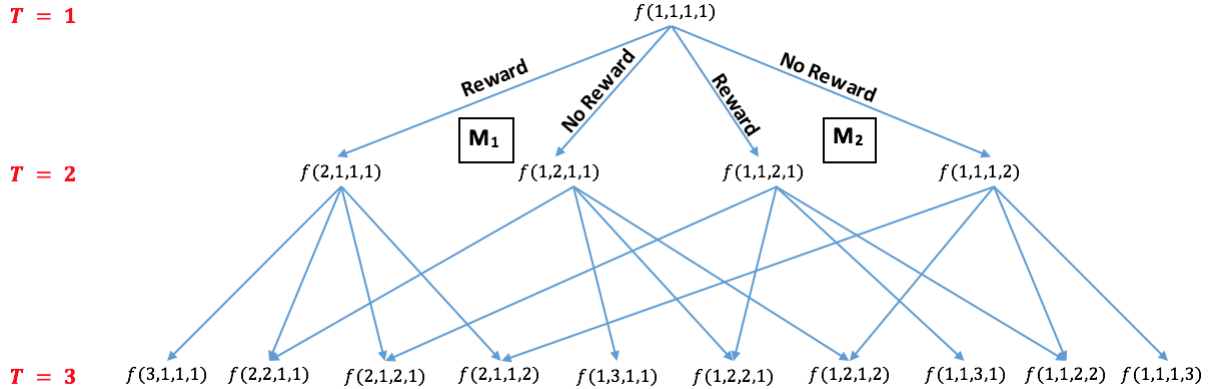 T = 1
f(1,1,1,1)
Reward
No Reward
Reward
No Reward
M₁
M₂
T = 2
f(2,1,1,1)
f(1,2,1,1)
f(1,1,2,1)
f(1,1,1,2)
T = 3
f(3,1,1,1)
f(2,2,1,1)
f(2,1,2,1)
f(2,1,1,2)
f(1,3,1,1)
f(1,2,2,1)
f(1,2,1,2)
f(1,1,3,1)
f(1,1,2,2)
f(1,1,1,3)